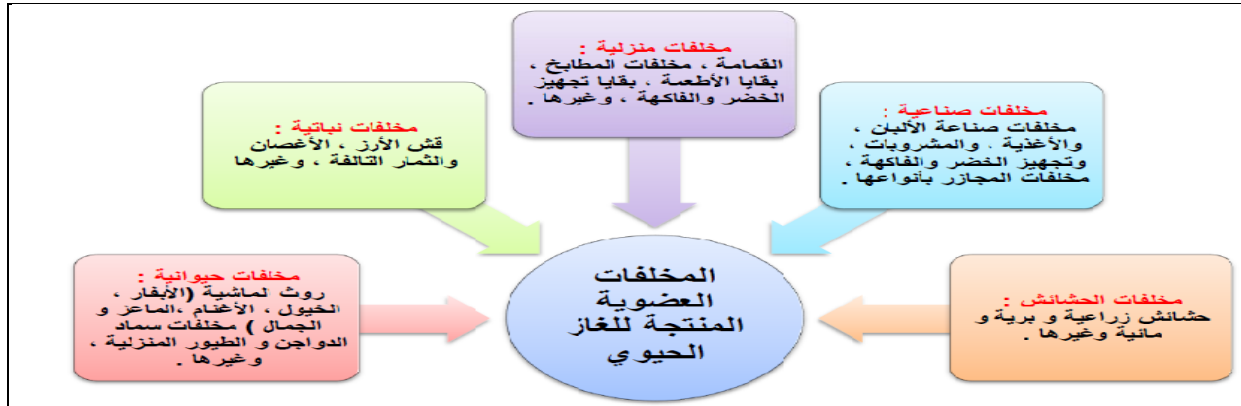 مخلفات منزلية :
القمامة ، مخلفات المطابخ ،
بقايا الأطعمة ، بقايا تجهيز
الخضر والفاكهة ، وغيرها .
مخلفات صناعية :
مخلفات صناعة الألبان ،
والأغذية . والمشروبات ،
وتجهيز الخضر والفاكهة ،
مخلفات المجازر بأنواعها .
مخلفات نباتية :
قش الأرز ، الأغصان
والثمار التالفة ، وغيرها
مخلفات الحشائش :
حشائش زراعية و برية و
مائية وغيرها .
المخلفات
العضوية
المنتجة للغاز
الحيوي
مخلفات حيوانية :
روث لماشية (الأبقار ،
الخيول ، الأغنام ،الماعز و
الجمال ) مخلفات سماد
الدواجن و الطيور المنزلية ،
وغيرها .